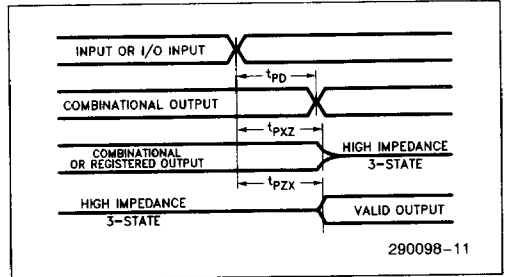 INPUT OR I/O INPUT
tPD
COMBINATIONAL OUTPUT
tPXZ
COMBINATIONAL
OR REGISTERED OUTPUT
HIGH IMPEDANCE
3-STATE
tPZX
HIGH IMPEDANCE
3-STATE
VALID OUTPUT
290098-11